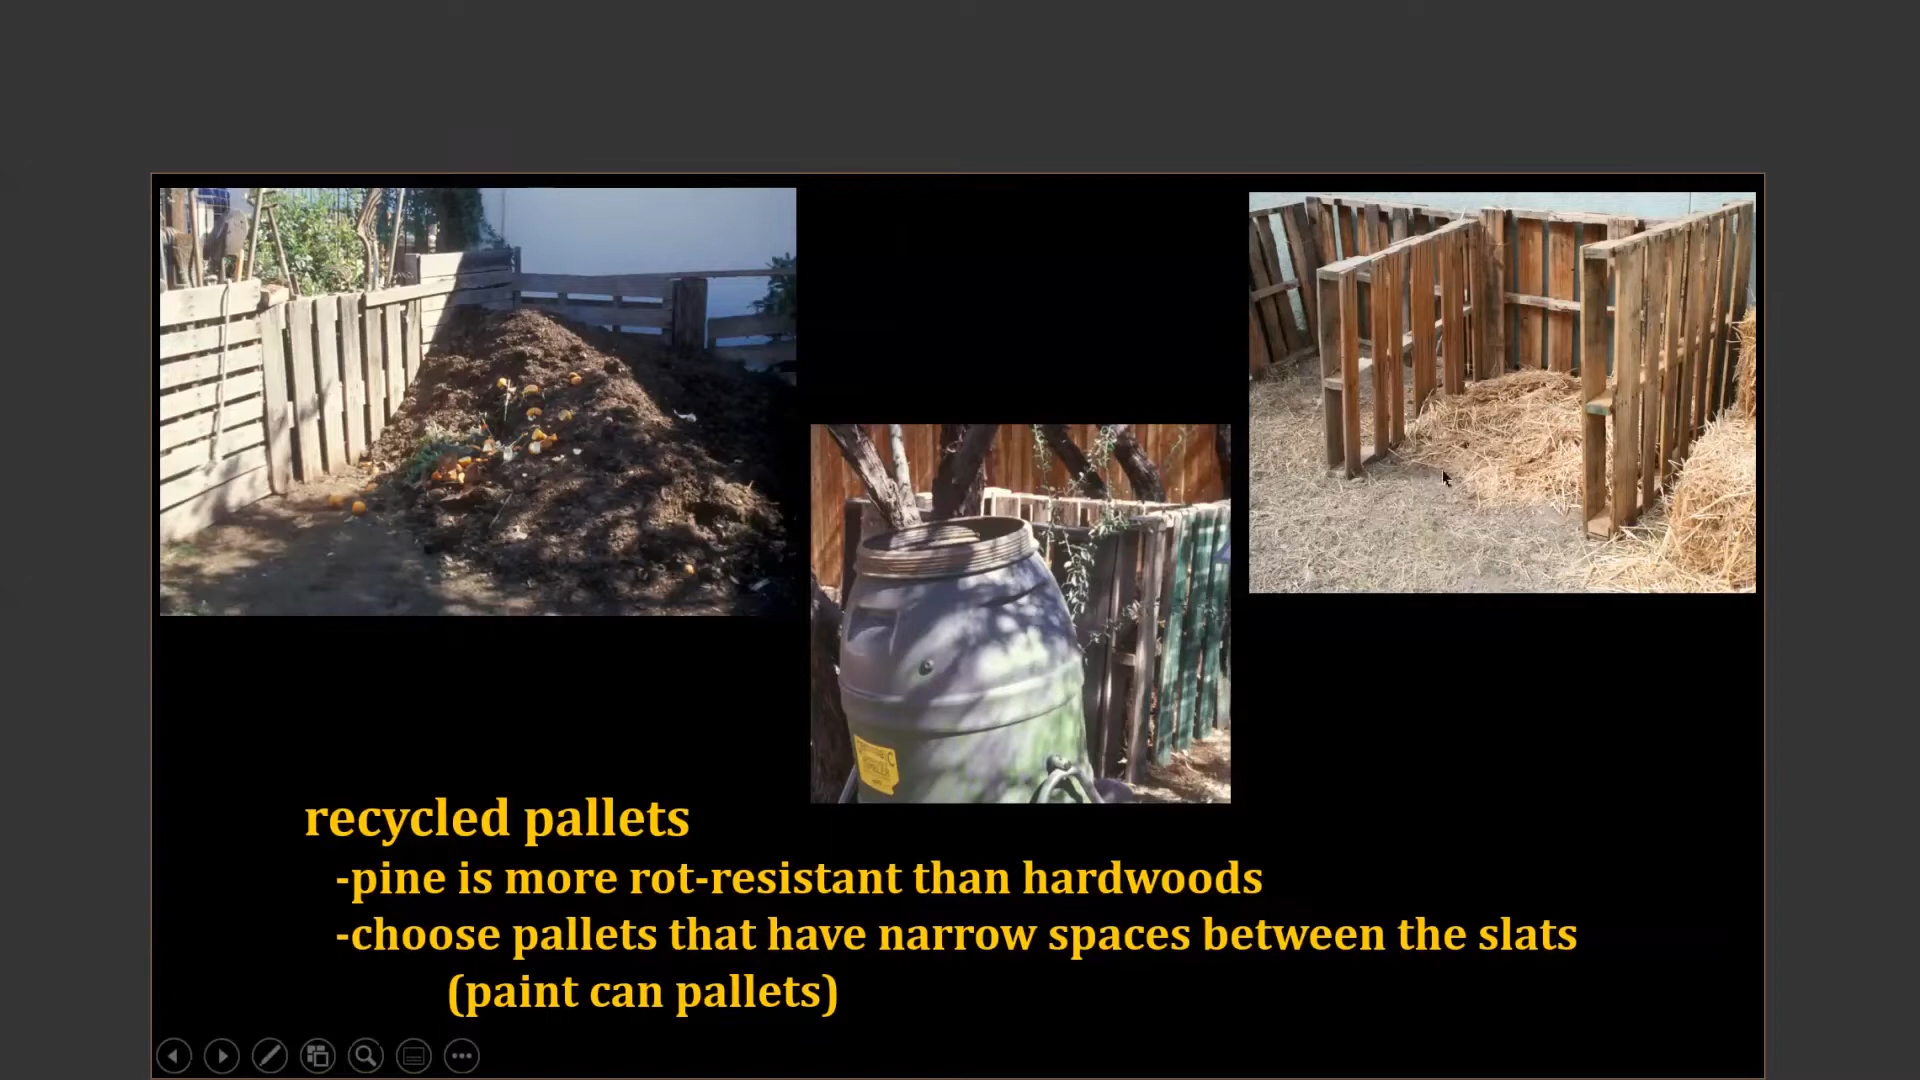 recycled pallets
-pine is more rot-resistant than hardwoods
-choose pallets that have narrow spaces between the slats
(paint can pallets)